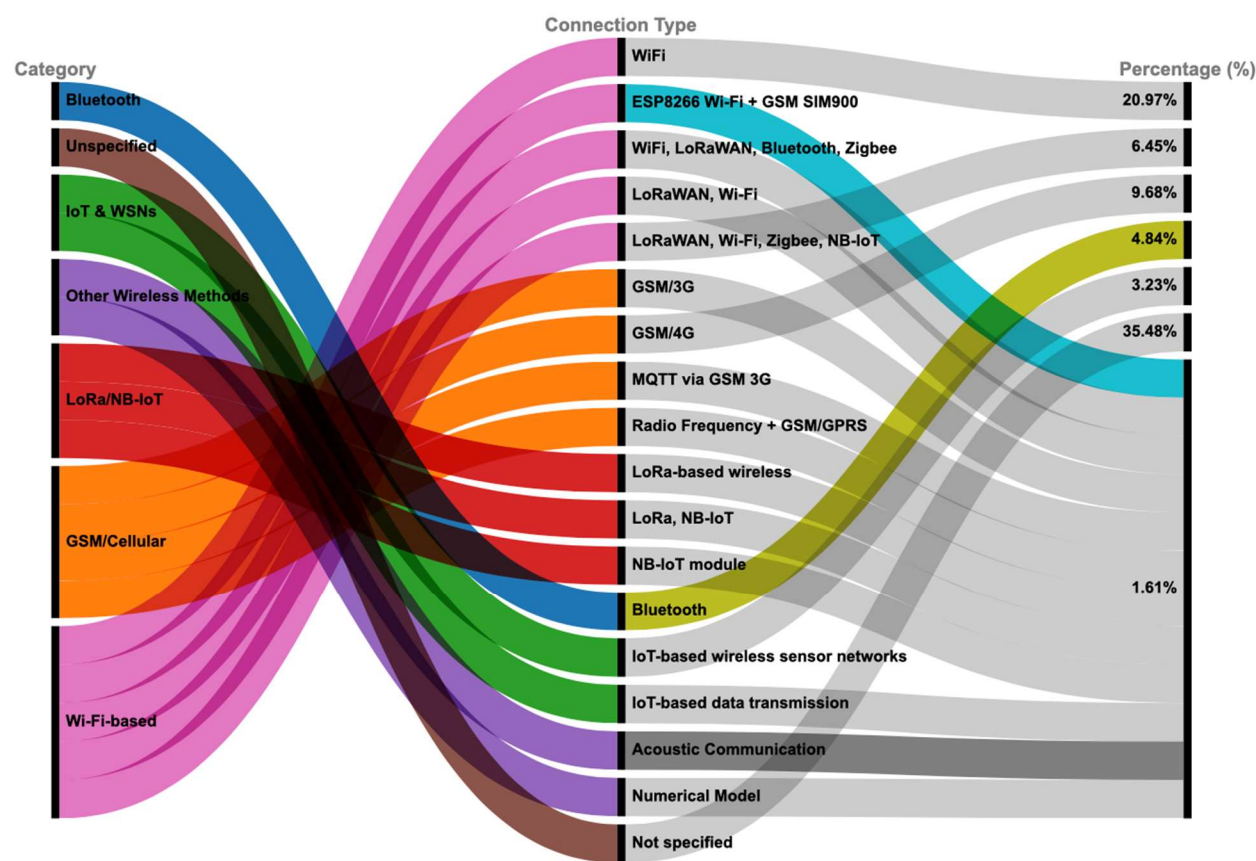 Category
Connection Type
Percentage (%)
Bluetooth
Unspecified
IoT & WSNs
Other Wireless Methods
LoRa/NB-IoT
GSM/Cellular
Wi-Fi-based
WiFi
ESP8266 Wi-Fi + GSM SIM900
WiFi, LoRaWAN, Bluetooth, Zigbee
LoRaWAN, Wi-Fi
LoRaWAN, Wi-Fi, Zigbee, NB-IoT
GSM/3G
GSM/4G
MQTT via GSM 3G
Radio Frequency + GSM/GPRS
LoRa-based wireless
LoRa, NB-IoT
NB-IoT module
Bluetooth
IoT-based wireless sensor networks
IoT-based data transmission
Acoustic Communication
Numerical Model
Not specified
20.97%
6.45%
9.68%
4.84%
3.23%
35.48%
1.61%